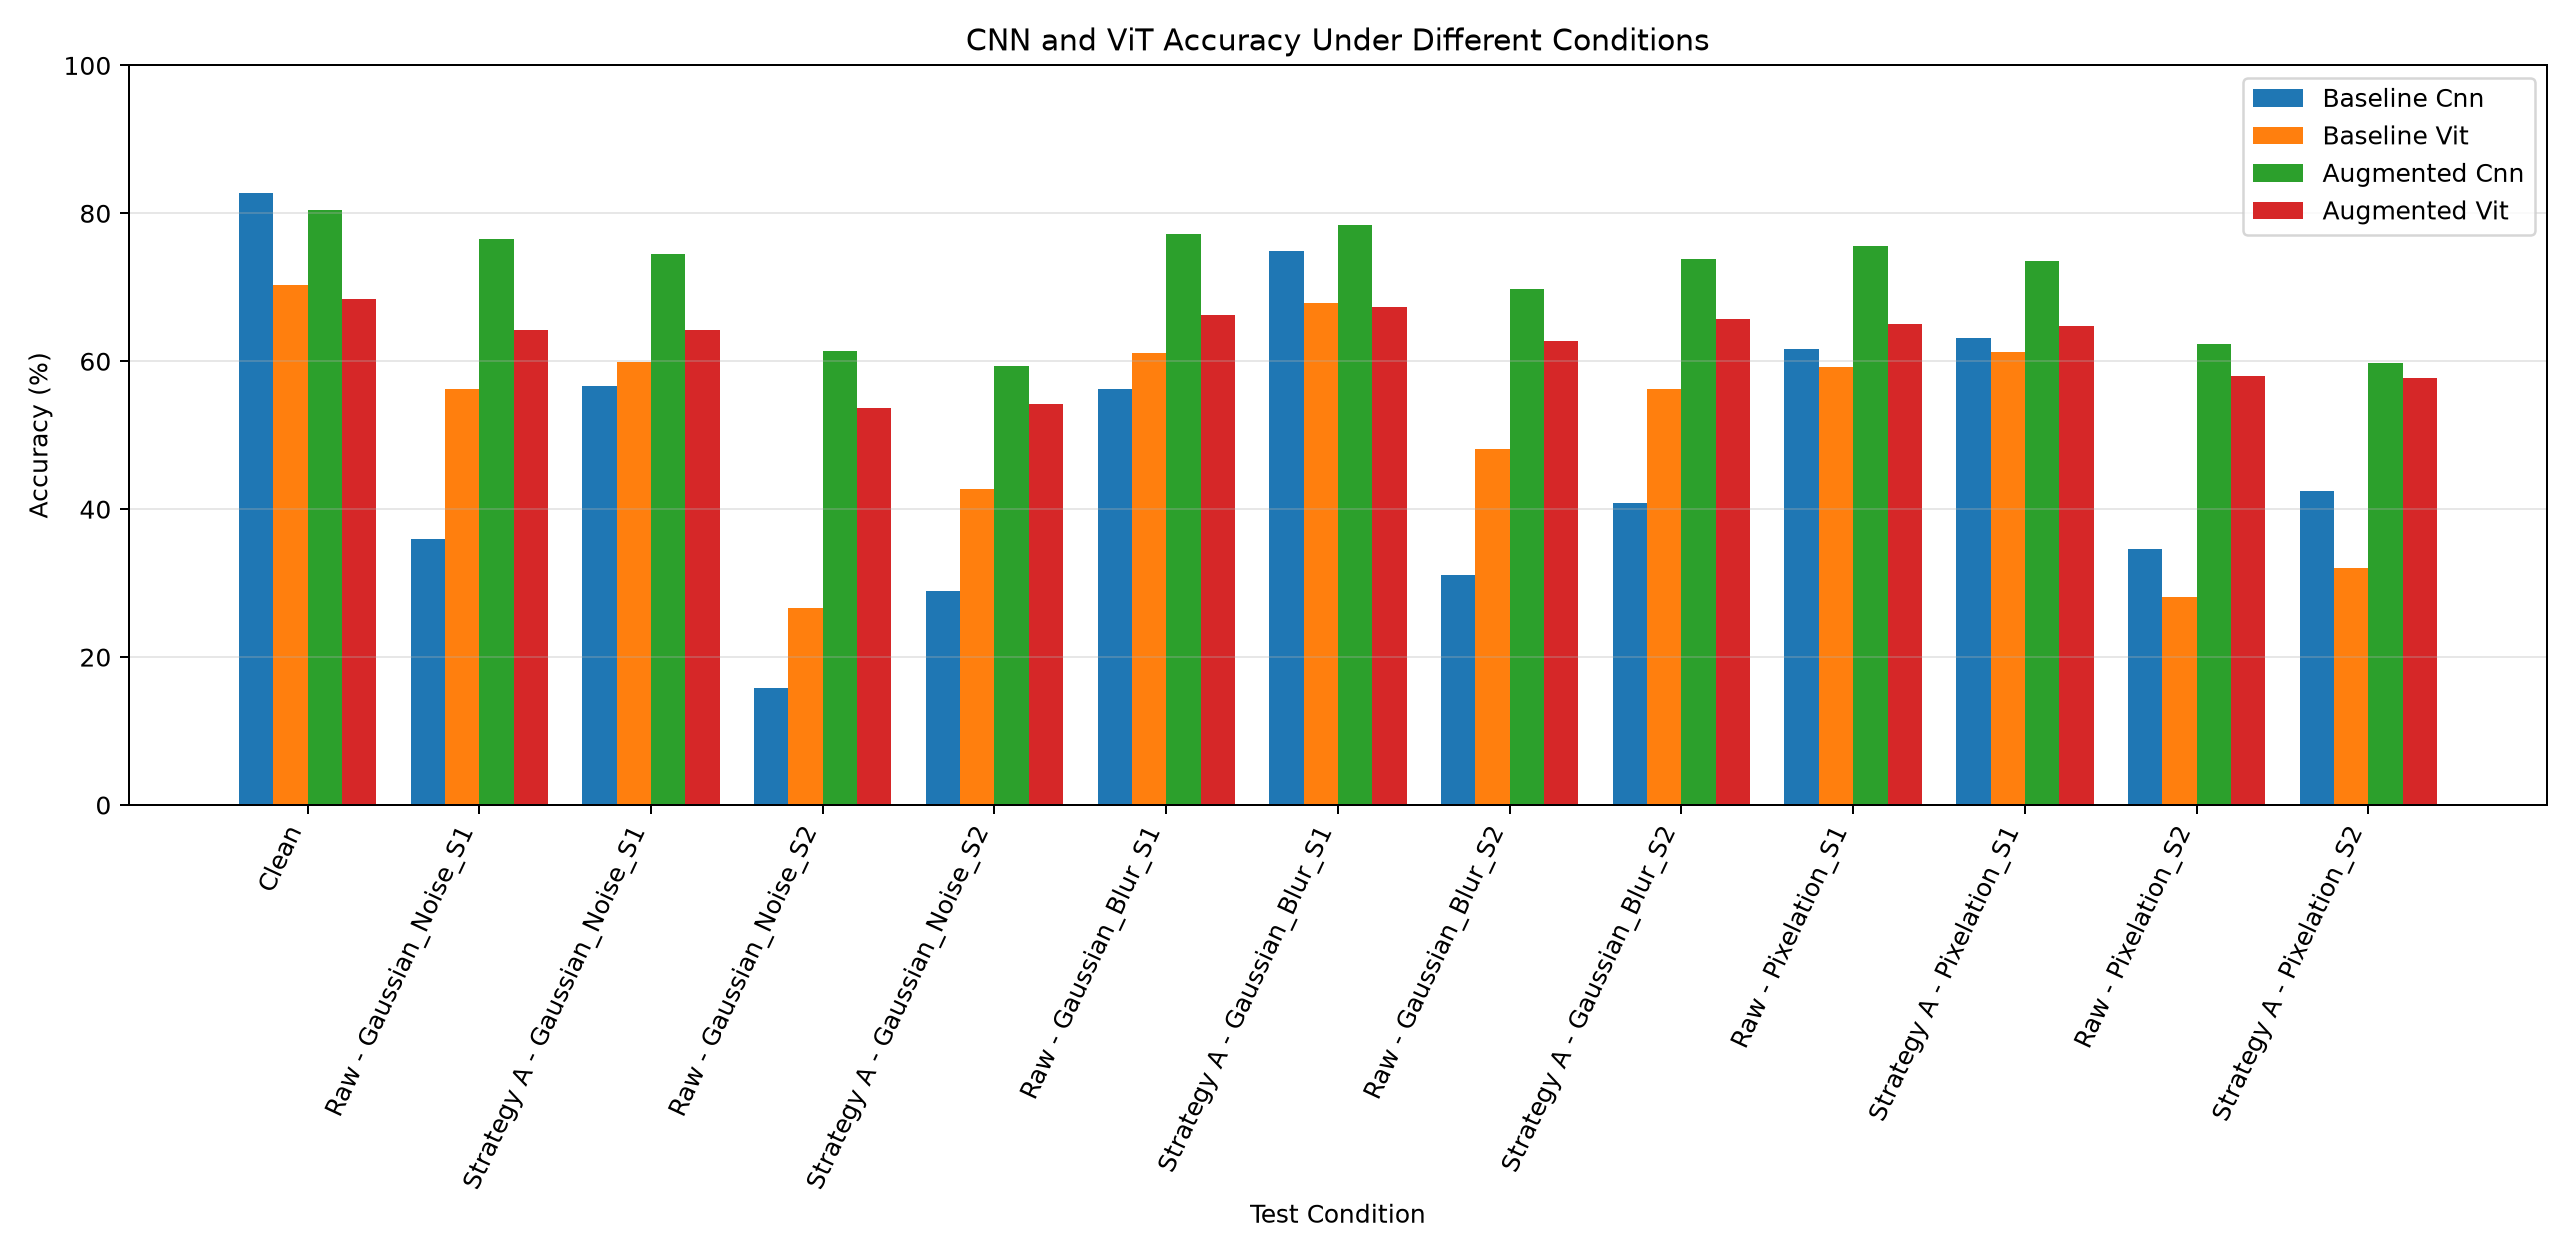 CNN and ViT Accuracy Under Different Conditions
100
80
60
40
20
0
Accuracy (%)
Baseline Cnn
Baseline Vit
Augmented Cnn
Augmented Vit
Clean
Raw - Gaussian_Noise_S1
Strategy A - Gaussian_Noise_S1
Raw - Gaussian_Noise_S2
Strategy A - Gaussian_Noise_S2
Raw - Gaussian_Blur_S1
Strategy A - Gaussian_Blur_S1
Raw - Gaussian_Blur_S2
Strategy A - Gaussian_Blur_S2
Raw - Pixelation_S1
Strategy A - Pixelation_S1
Raw - Pixelation_S2
Strategy A - Pixelation_S2
Test Condition